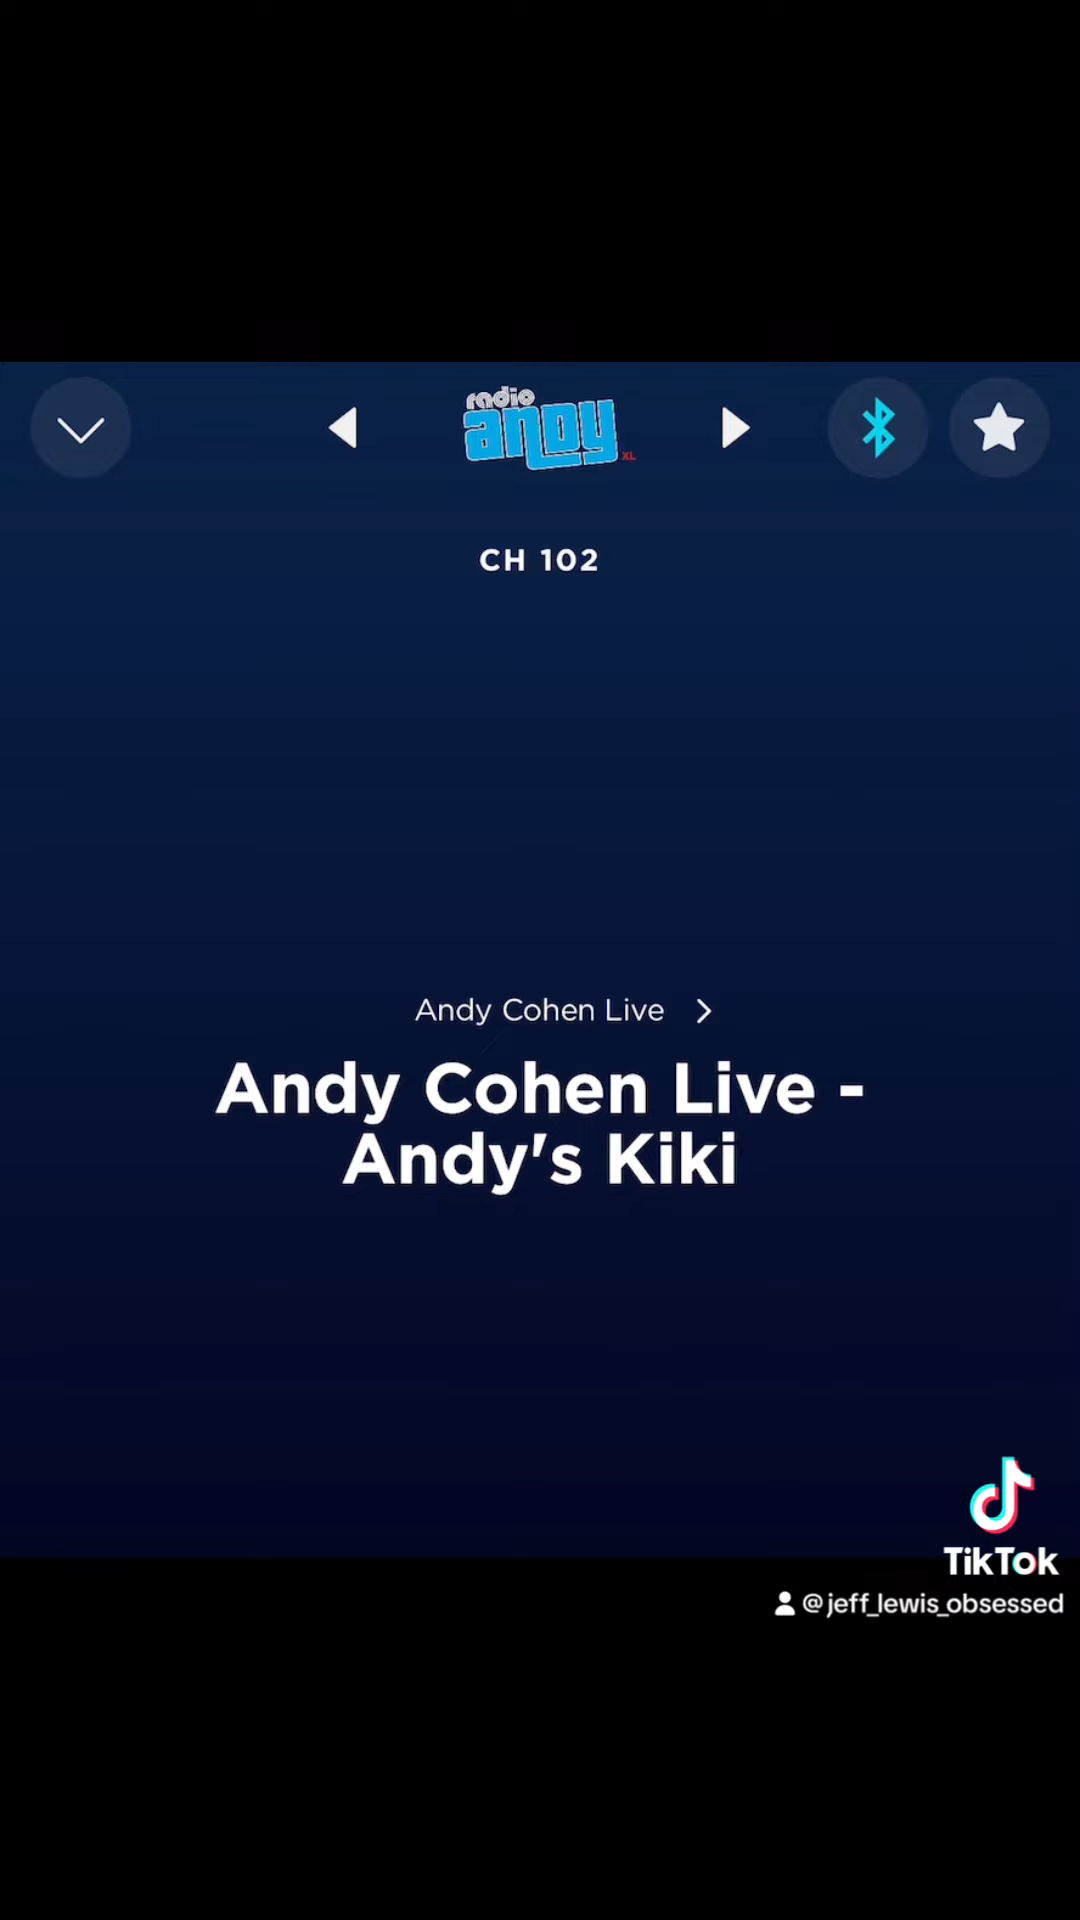 radio
andy
XL
CH 102
Andy Cohen Live
Andy Cohen Live -
Andy's Kiki
TikTok
@jeff_lewis_obsessed